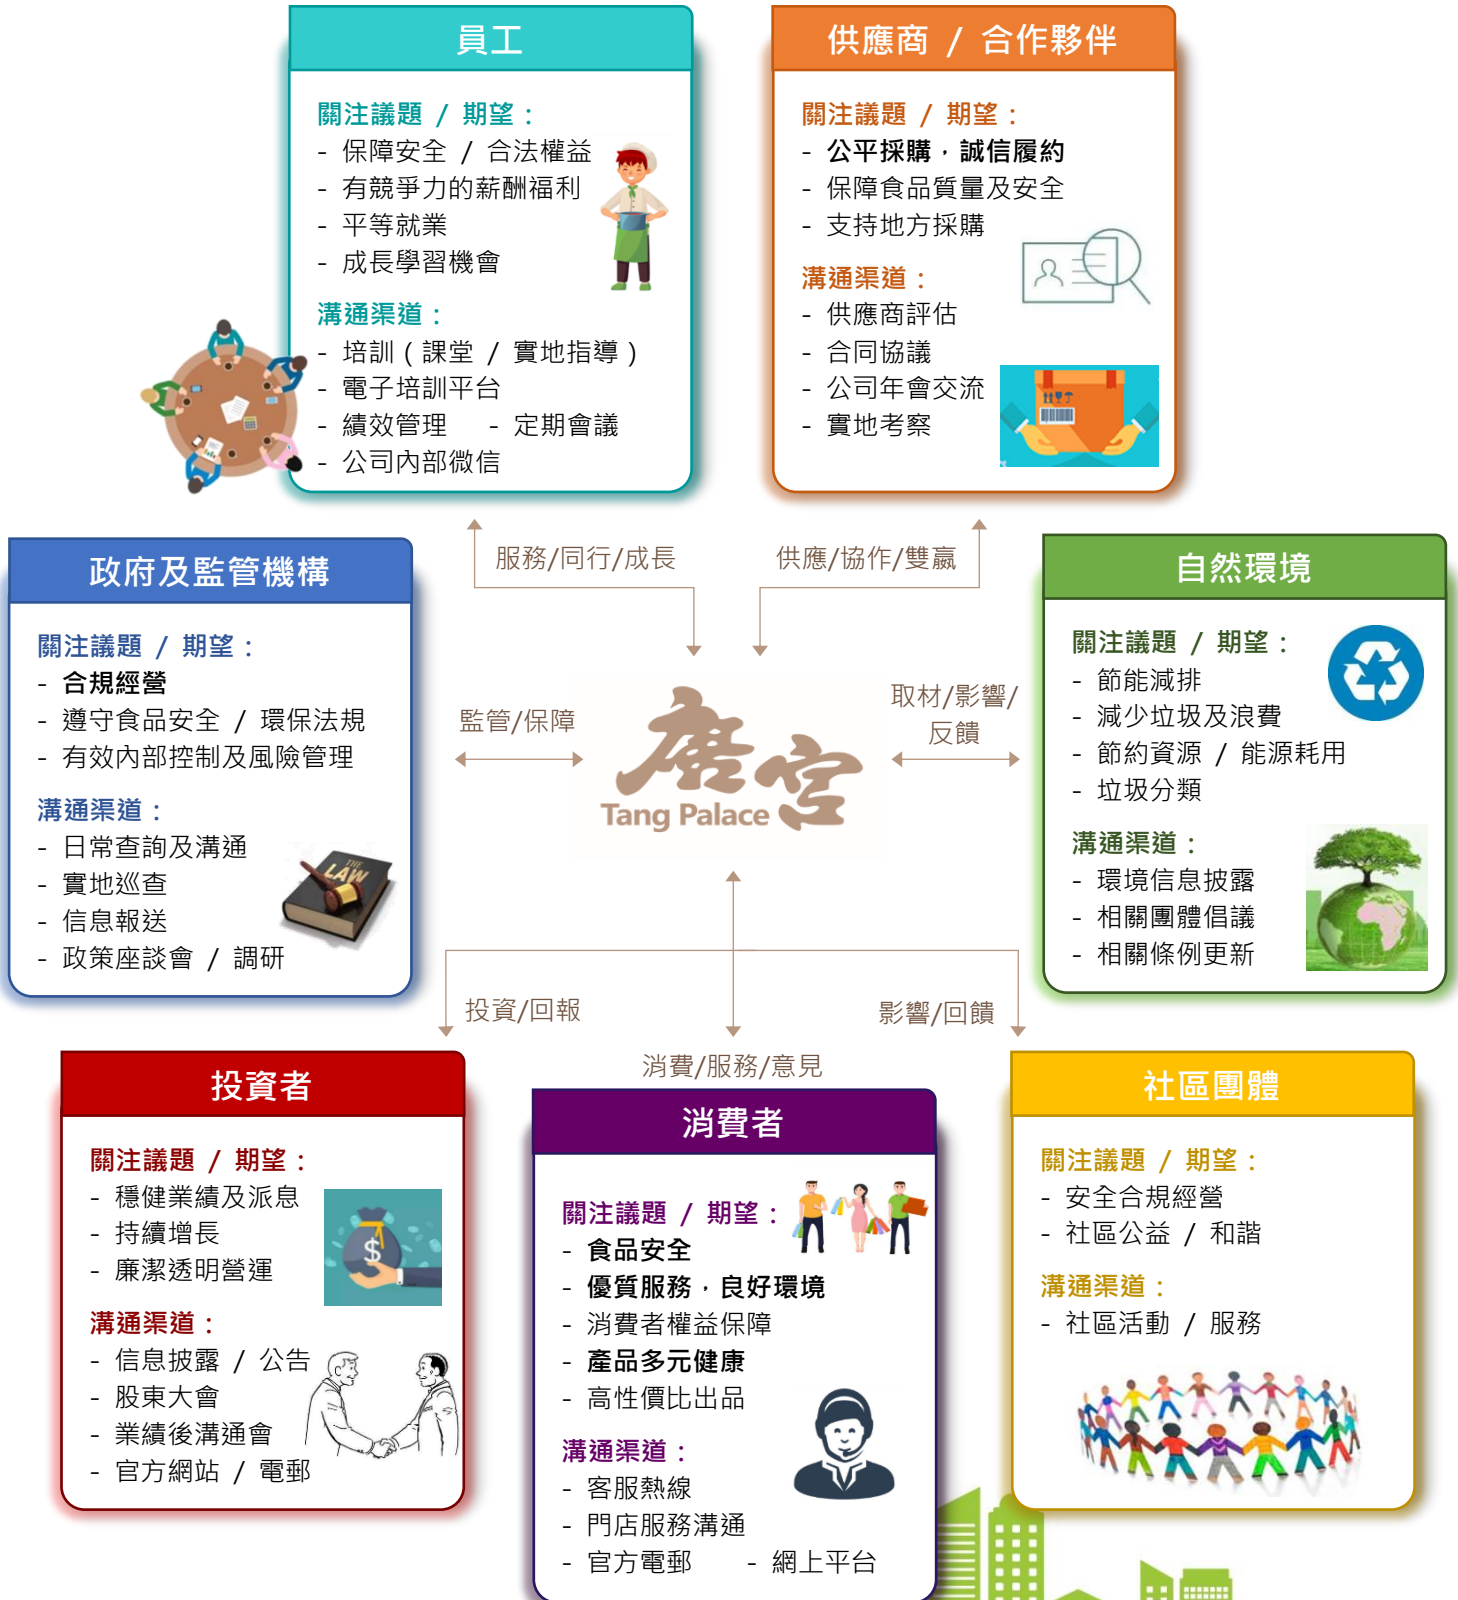 員工
關注議題 / 期望：
- 保障安全 / 合法權益
- 有競爭力的薪酬福利
- 平等就業
- 成長學習機會
溝通渠道：
- 培訓（課堂 / 實地指導）
- 電子培訓平台
- 績效管理 - 定期會議
- 公司內部微信
供應商 / 合作夥伴
關注議題 / 期望：
- 公平採購，誠信履約
- 保障食品質量及安全
- 支持地方採購
溝通渠道：
- 供應商評估
- 合同協議
- 公司年會交流
- 實地考察
服務/同行/成長
供應/協作/雙嬴
政府及監管機構
關注議題 / 期望：
- 合規經營
- 遵守食品安全 / 環保法規
- 有效內部控制及風險管理
溝通渠道：
- 日常查詢及溝通
- 實地巡查
- 信息報送
- 政策座談會 / 調研
THE
LAW
監管/保障
唐宮
Tang Palace
取材/影響/
反饋
自然環境
關注議題 / 期望：
- 節能減排
- 減少垃圾及浪費
- 節約資源 / 能源耗用
- 垃圾分類
溝通渠道：
- 環境信息披露
- 相關團體倡議
- 相關條例更新
投資/回報
消費/服務/意見
影響/回饋
投資者
關注議題 / 期望：
- 穩健業績及派息
- 持續增長
- 廉潔透明營運
溝通渠道：
- 信息披露 / 公告
- 股東大會
- 業績後溝通會
- 官方網站 / 電郵
$
消費者
關注議題 / 期望：
- 食品安全
- 優質服務，良好環境
- 消費者權益保障
- 產品多元健康
- 高性價比出品
溝通渠道：
- 客服熱線
- 門店服務溝通
- 官方電郵 - 網上平台
社區團體
關注議題 / 期望：
- 安全合規經營
- 社區公益 / 和諧
溝通渠道：
- 社區活動 / 服務